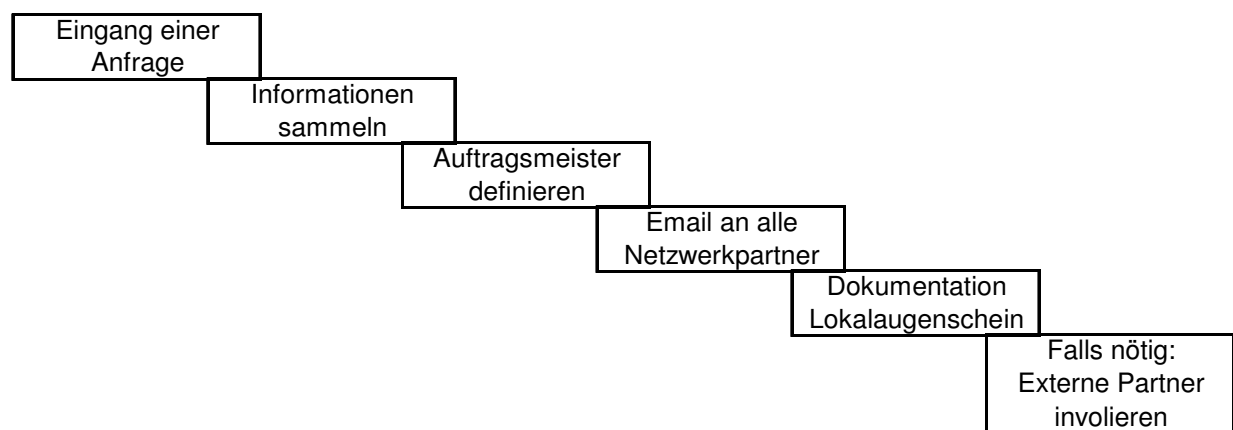 Eingang einer
Anfrage
Informationen
sammeln
Auftragsmeister
definieren
Email an alle
Netzwerkpartner
Dokumentation
Lokalaugenschein
Falls nötig:
Externe Partner
involieren